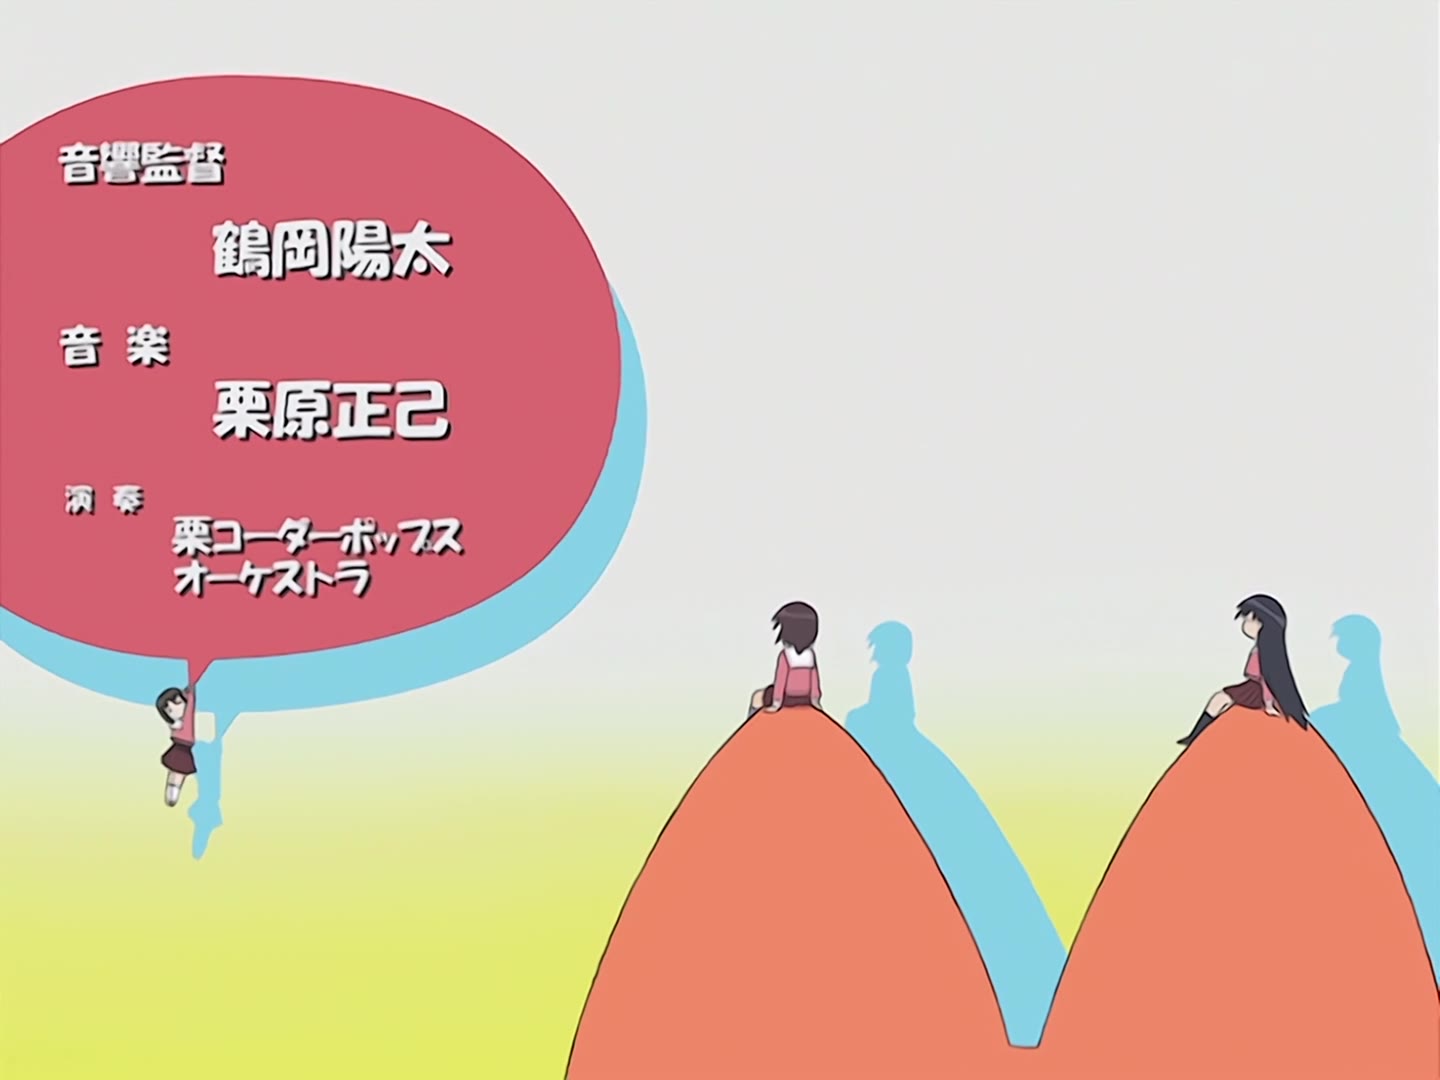 音響監督
鶴岡陽太
音楽
栗原正己
演奏
栗コーダーポップス
オーケストラ